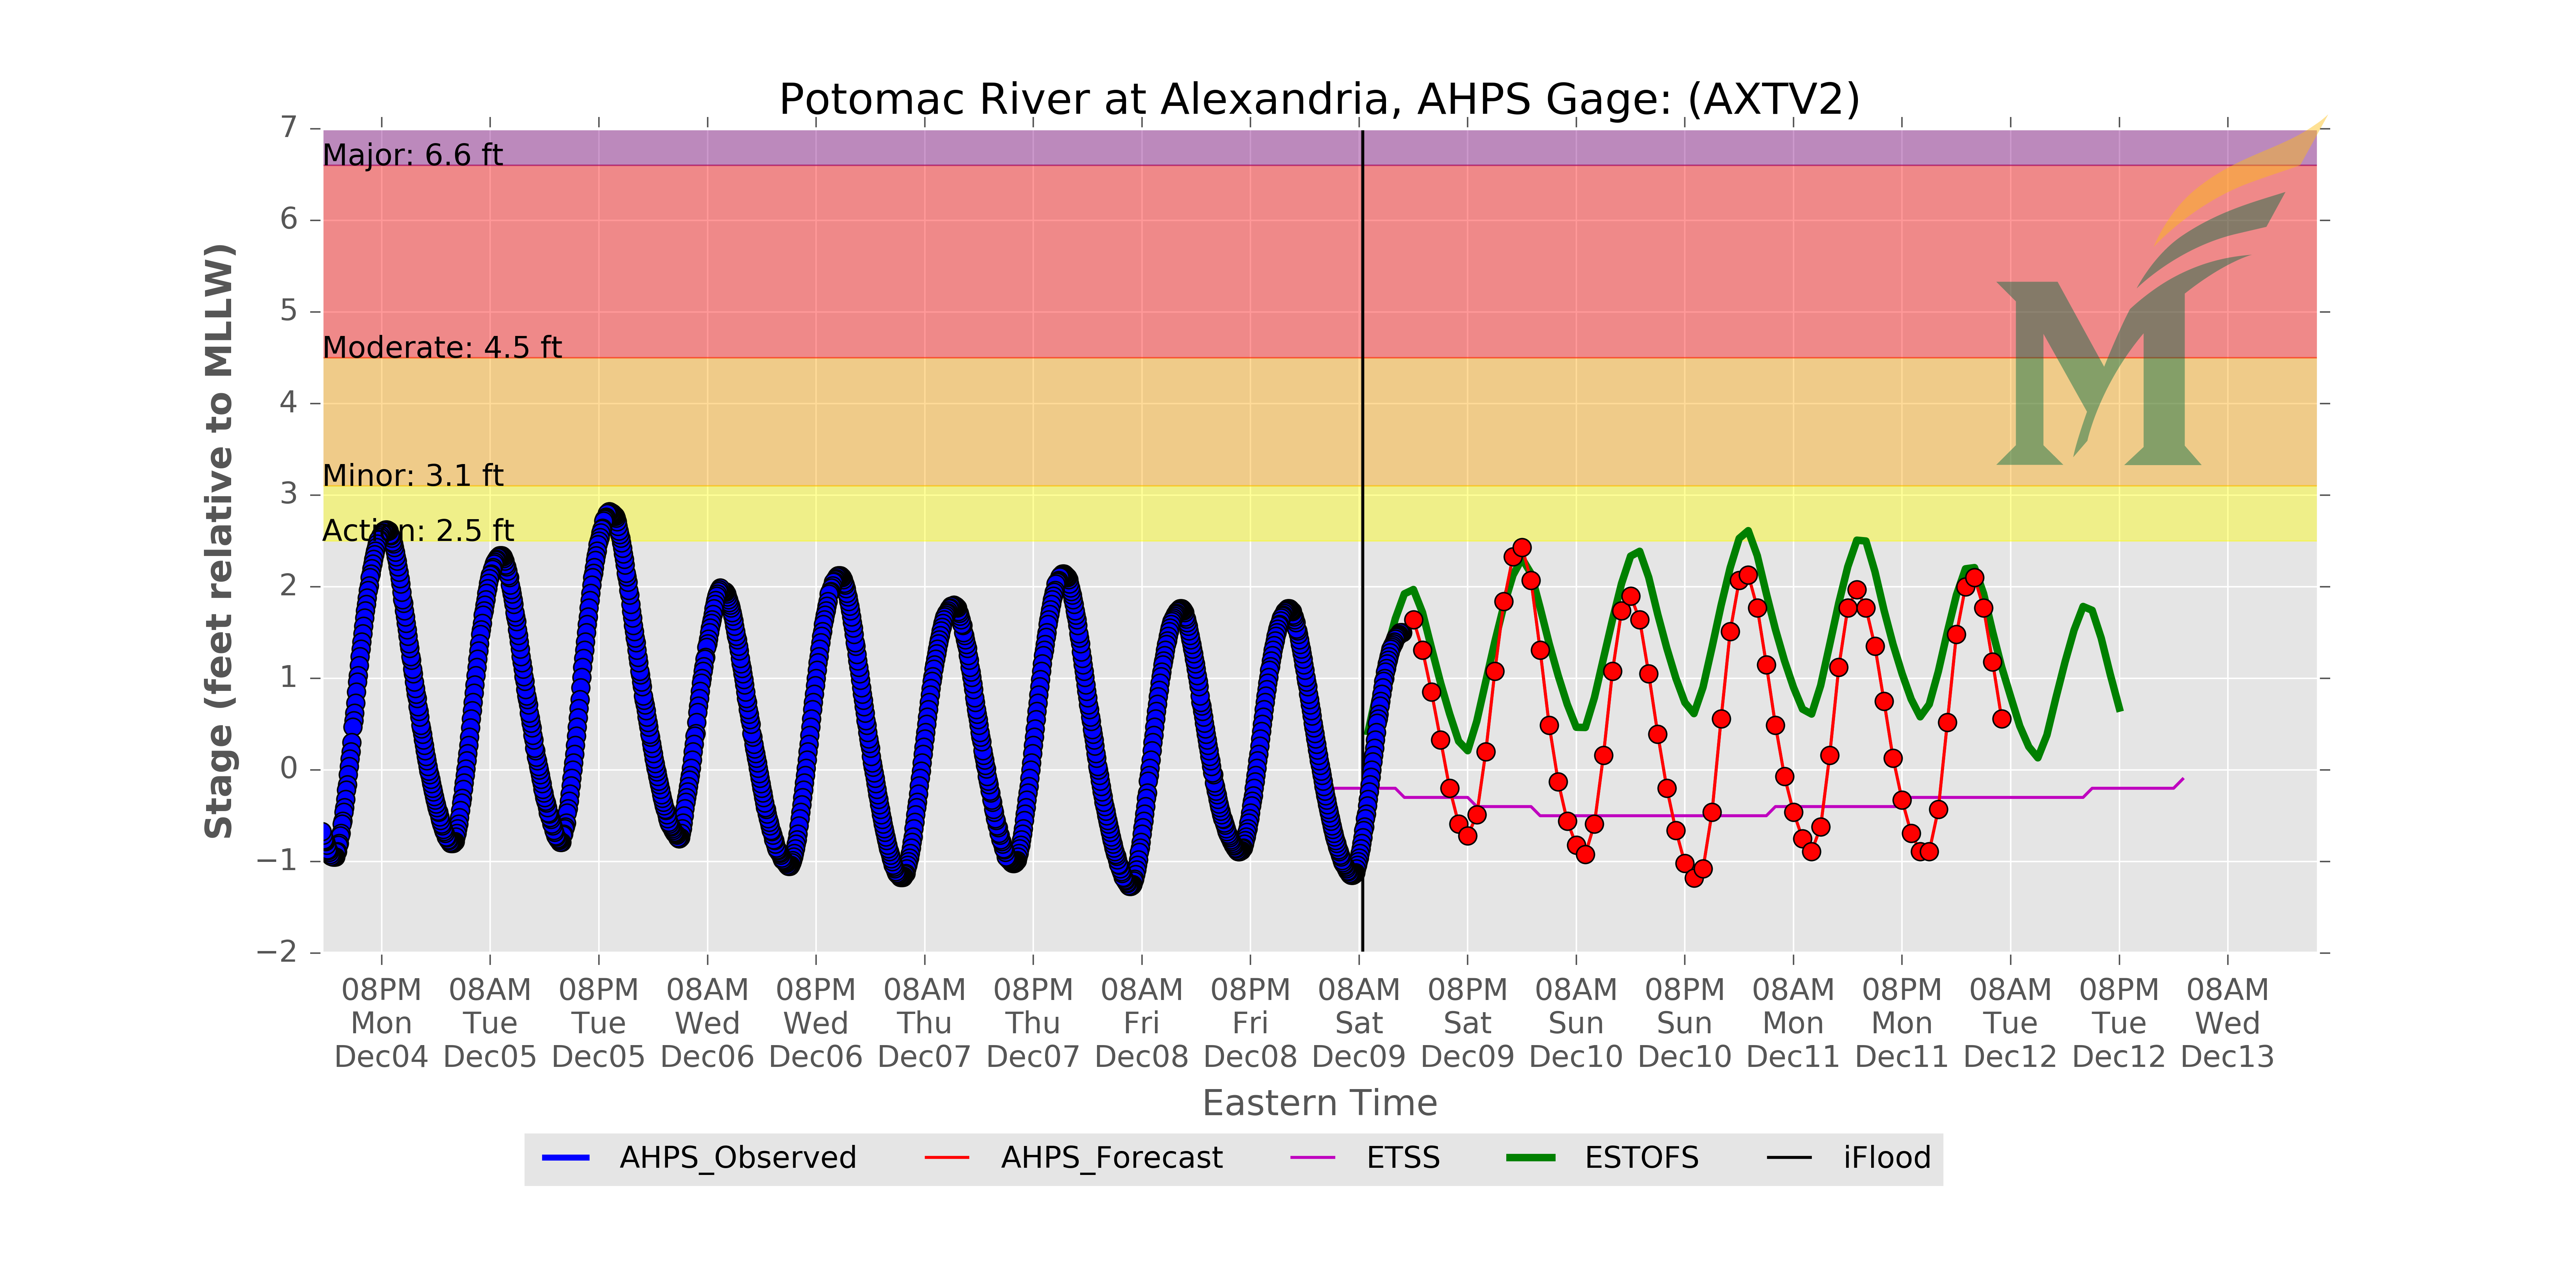 Potomac River at Alexandria, AHPS Gage: (AXTV2)
Stage (feet relative to MLLW)
7
6
5
4
3
2
1
0
−1
−2
Major: 6.6 ft
Moderate: 4.5 ft
Minor: 3.1 ft
Action: 2.5 ft
08PM 08AM 08PM 08AM 08PM 08AM 08PM 08AM 08PM 08AM 08PM 08AM 08PM 08AM 08PM 08AM 08PM 08AM
Mon Tue Tue Wed Wed Thu Thu Fri Fri Sat Sat Sun Sun Mon Mon Tue Tue Wed
Dec04 Dec05 Dec05 Dec06 Dec06 Dec07 Dec07 Dec08 Dec08 Dec09 Dec09 Dec10 Dec10 Dec11 Dec11 Dec12 Dec12 Dec13
Eastern Time
AHPS_Observed AHPS_Forecast ETSS ESTOFS iFlood